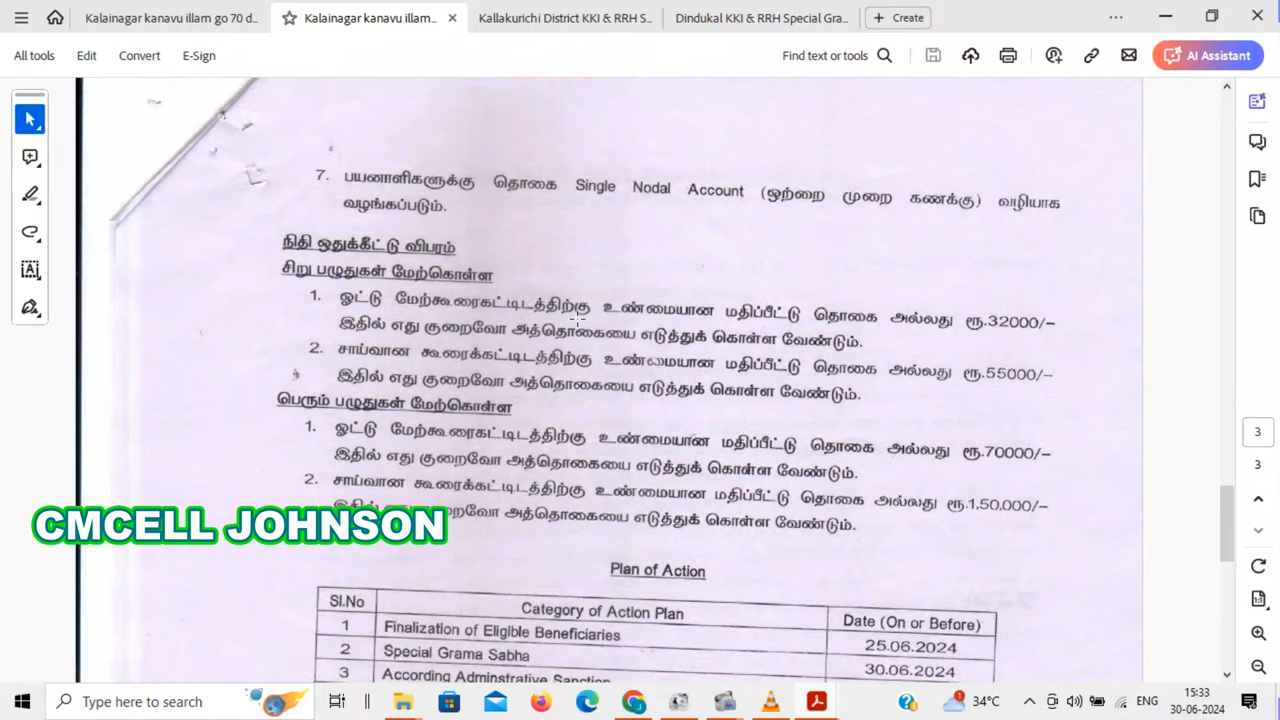 Kalainagar kanavu illam go 70 d...
Kalainagar kanavu illam...
Kallakurichi District KKI & RRH S...
Dindukal KKI & RRH Special Gra...
Create
All tools
Edit
Convert
E-Sign
Find text or tools
AI Assistant
7. பயனாளிகளுக்கு தொகை Single Nodal Account (ஒற்றை முறை கணக்கு) வழியாக
வழங்கப்படும்.
நிதி ஒதுக்கீட்டு விபரம்
சிறு பழுதுகள் மேற்கொள்ள
1. ஓட்டு மேற்கூரைகட்டிடத்திற்கு உண்மையான மதிப்பீட்டு தொகை அல்லது ரூ.32000/-
இதில் எது குறைவோ அத்தொகையை எடுத்துக் கொள்ள வேண்டும்.
2. சாய்வான கூரைக்கட்டிடத்திற்கு உண்மையான மதிப்பீட்டு தொகை அல்லது ரூ.55000/-
இதில் எது குறைவோ அத்தொகையை எடுத்துக் கொள்ள வேண்டும்.
பெரும் பழுதுகள் மேற்கொள்ள
1. ஓட்டு மேற்கூரைகட்டிடத்திற்கு உண்மையான மதிப்பீட்டு தொகை அல்லது ரூ.70000/-
இதில் எது குறைவோ அத்தொகையை எடுத்துக் கொள்ள வேண்டும்.
2. சாய்வான கூரைக்கட்டிடத்திற்கு உண்மையான மதிப்பீட்டு தொகை அல்லது ரூ.1.50,000/-
அத்தொகையை எடுத்துக் கொள்ள வேண்டும்.
CMCELL JOHNSON
Plan of Action
Sl.No Category of Action Plan Date (On or Before)
1 Finalization of Eligible Beneficiaries 25.06.2024
2 Special Grama Sabha 30.06.2024
3 According Adminstrative Sanction
3
3
Type here to search
34°C
ENG
15:33
30-06-2024